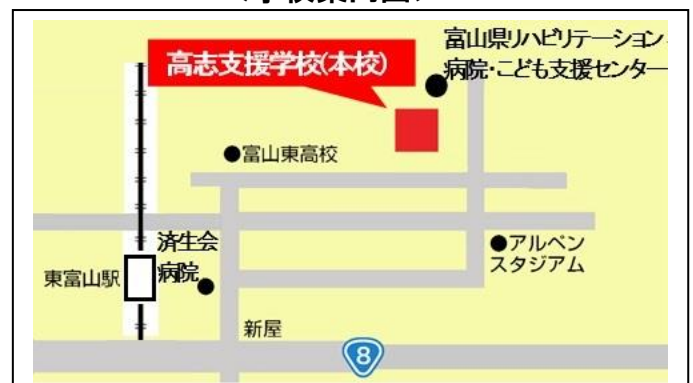 富山県リハビリテーション
病院・こども支援センター
高志支援学校(本校)
●富山東高校
済生会
病院
●アルペン
スタジアム
東富山駅
新屋
8